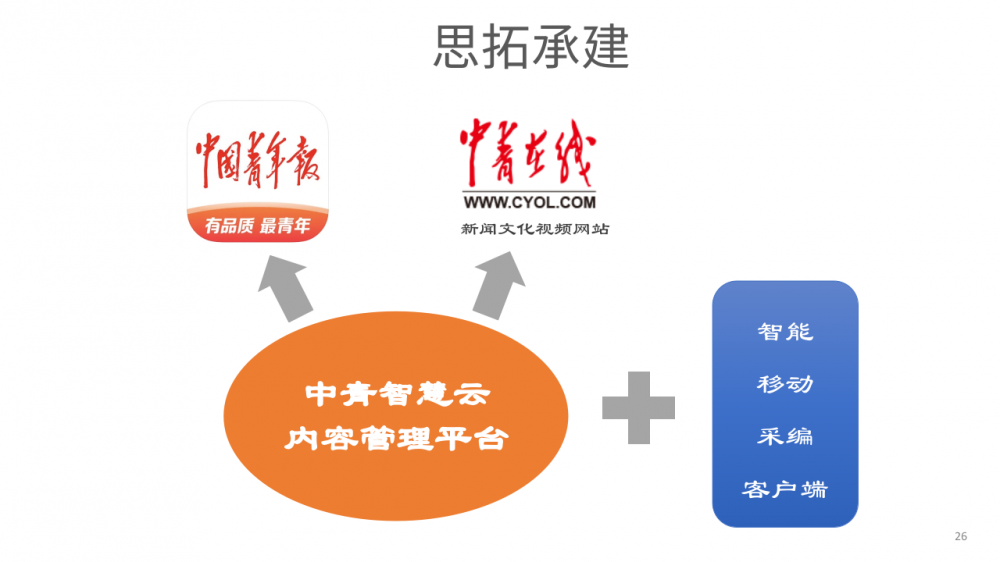 思拓承建
中国青年报
有品质 最青年
中青在线
WWW.CYOL.COM
新闻文化视频网站
中青智慧云
内容管理平台
智能
移动
采编
客户端
26